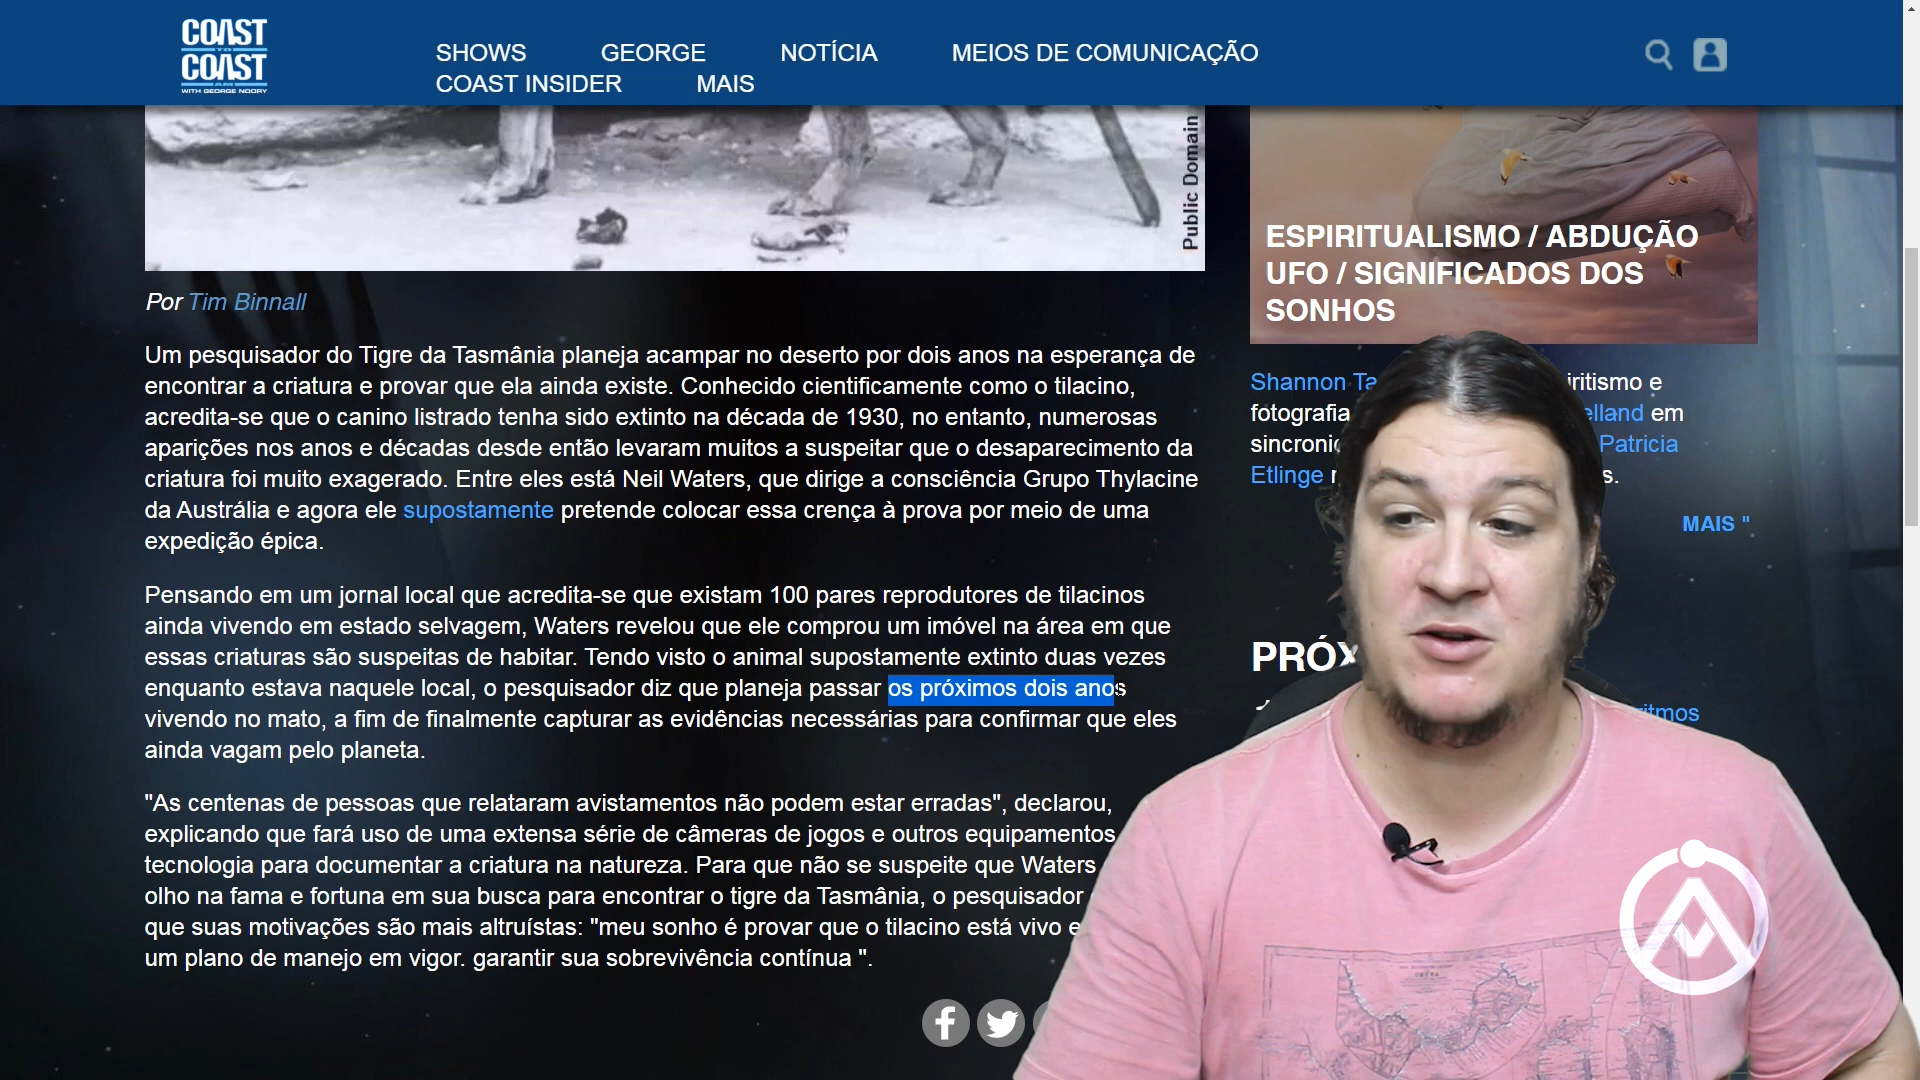 COAST
TO
COAST
AM
WITH GEORGE NOORY
SHOWS GEORGE NOTÍCIA MEIOS DE COMUNICAÇÃO
COAST INSIDER MAIS
Public Domain
Por Tim Binnall
Um pesquisador do Tigre da Tasmânia planeja acampar no deserto por dois anos na esperança de
encontrar a criatura e provar que ela ainda existe. Conhecido cientificamente como o tilacino,
acredita-se que o canino listrado tenha sido extinto na década de 1930, no entanto, numerosas
aparições nos anos e décadas desde então levaram muitos a suspeitar que o desaparecimento da
criatura foi muito exagerado. Entre eles está Neil Waters, que dirige a consciência Grupo Thylacine
da Austrália e agora ele supostamente pretende colocar essa crença à prova por meio de uma
expedição épica.
Pensando em um jornal local que acredita-se que existam 100 pares reprodutores de tilacinos
ainda vivendo em estado selvagem, Waters revelou que ele comprou um imóvel na área em que
essas criaturas são suspeitas de habitar. Tendo visto o animal supostamente extinto duas vezes
enquanto estava naquele local, o pesquisador diz que planeja passar os próximos dois anos
vivendo no mato, a fim de finalmente capturar as evidências necessárias para confirmar que eles
ainda vagam pelo planeta.
"As centenas de pessoas que relataram avistamentos não podem estar erradas", declarou,
explicando que fará uso de uma extensa série de câmeras de jogos e outros equipamentos
tecnologia para documentar a criatura na natureza. Para que não se suspeite que Waters
olho na fama e fortuna em sua busca para encontrar o tigre da Tasmânia, o pesquisador
que suas motivações são mais altruístas: "meu sonho é provar que o tilacino está vivo e
um plano de manejo em vigor. garantir sua sobrevivência contínua ".
ESPIRITUALISMO / ABDUÇÃO
UFO / SIGNIFICADOS DOS
SONHOS
Shannon
fotografia em
Patricia
Etlinge
MAIS "